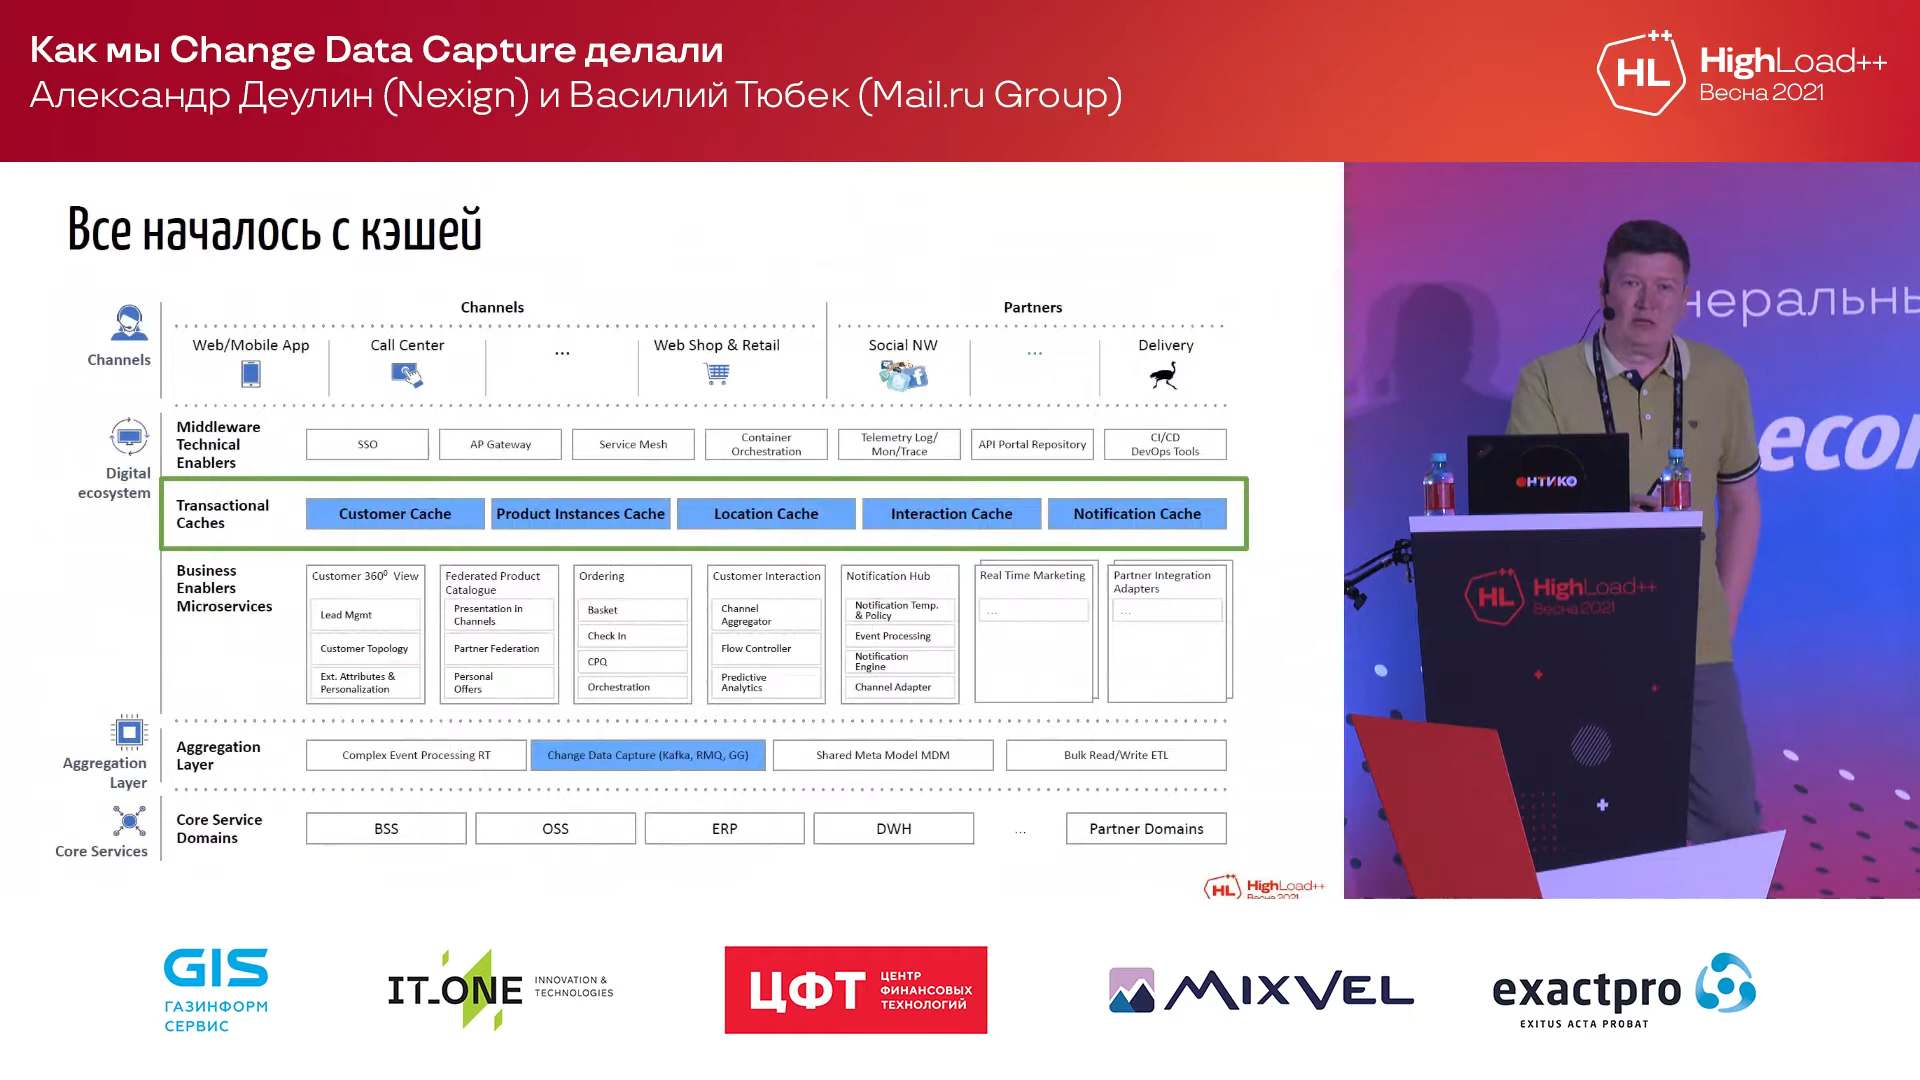 Как мы Change Data Capture делали
Александр Деулин (Nexign) и Василий Тюбек (Mail.ru Group)
HL++
HighLoad++
Весна 2021
Все началось с кэшей
Channels
Channels
Partners
Web/Mobile App
Call Center
...
Web Shop & Retail
Social NW
...
Delivery
Digital
ecosystem
Middleware
Technical
Enablers
SSO
AP Gateway
Service Mesh
Container
Orchestration
Telemetry Log/
Mon/Trace
API Portal Repository
CI/CD
DevOps Tools
Transactional
Caches
Customer Cache
Product Instances Cache
Location Cache
Interaction Cache
Notification Cache
Business
Enablers
Microservices
Customer 360⁰ View
Lead Mgmt
Customer Topology
Ext. Attributes &
Personalization
Federated Product
Catalogue
Presentation in
Channels
Partner Federation
Personal
Offers
Ordering
Basket
Check In
CPQ
Orchestration
Customer Interaction
Channel
Aggregator
Flow Controller
Predictive
Analytics
Notification Hub
Notification Temp.
& Policy
Event Processing
Notification
Engine
Channel Adapter
Real Time Marketing
...
Partner Integration
Adapters
...
Aggregation
Layer
Aggregation
Layer
Complex Event Processing RT
Change Data Capture (Kafka, RMQ, GG)
Shared Meta Model MDM
Bulk Read/Write ETL
Core Services
Core Service
Domains
BSS
OSS
ERP
DWH
...
Partner Domains
HL++
HighLoad++
Весна 2021
неральны
econ
ОНТИКО
HL++
HighLoad++
Весна 2021
GIS
ГАЗИНФОРМ
СЕРВИС
IT_ONE
INNOVATION &
TECHNOLOGIES
ЦФТ
ЦЕНТР
ФИНАНСОВЫХ
ТЕХНОЛОГИЙ
MIXVEL
exactpro
EXITUS ACTA PROBAT